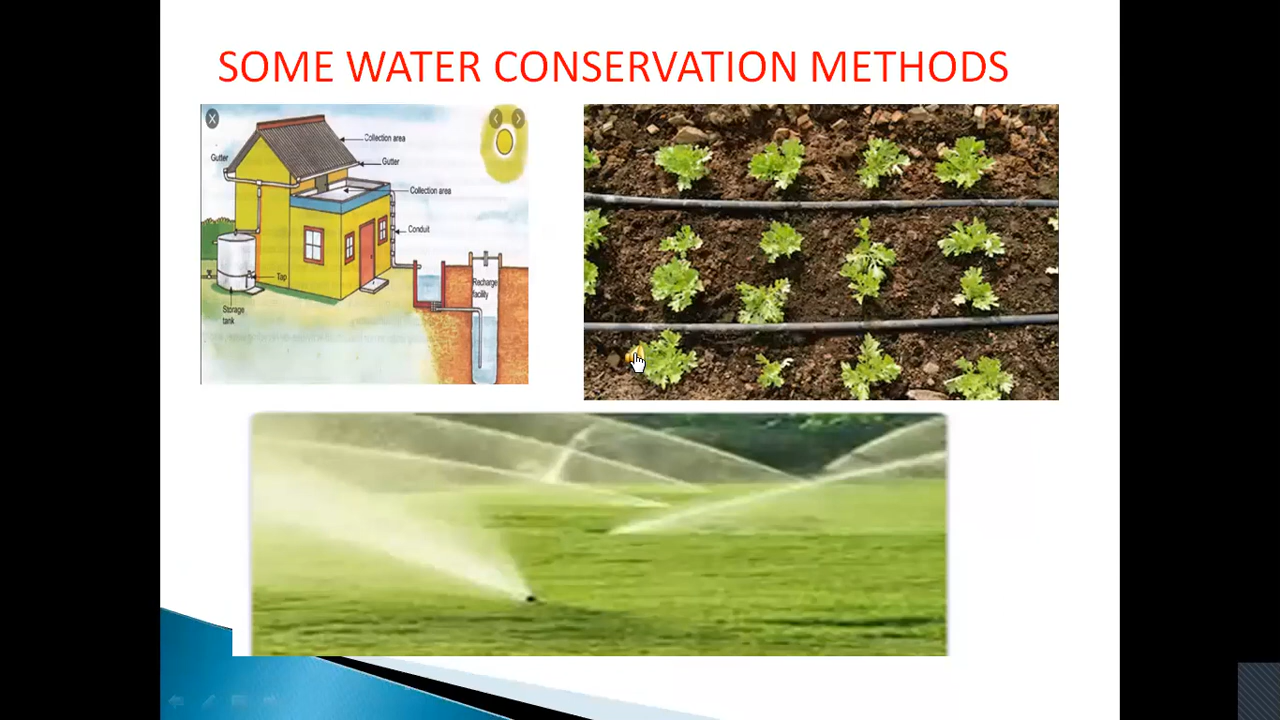 SOME WATER CONSERVATION METHODS
Collection area
Gutter
Gutter
Collection area
Conduit
Tap
Recharge
facility
Storage
tank